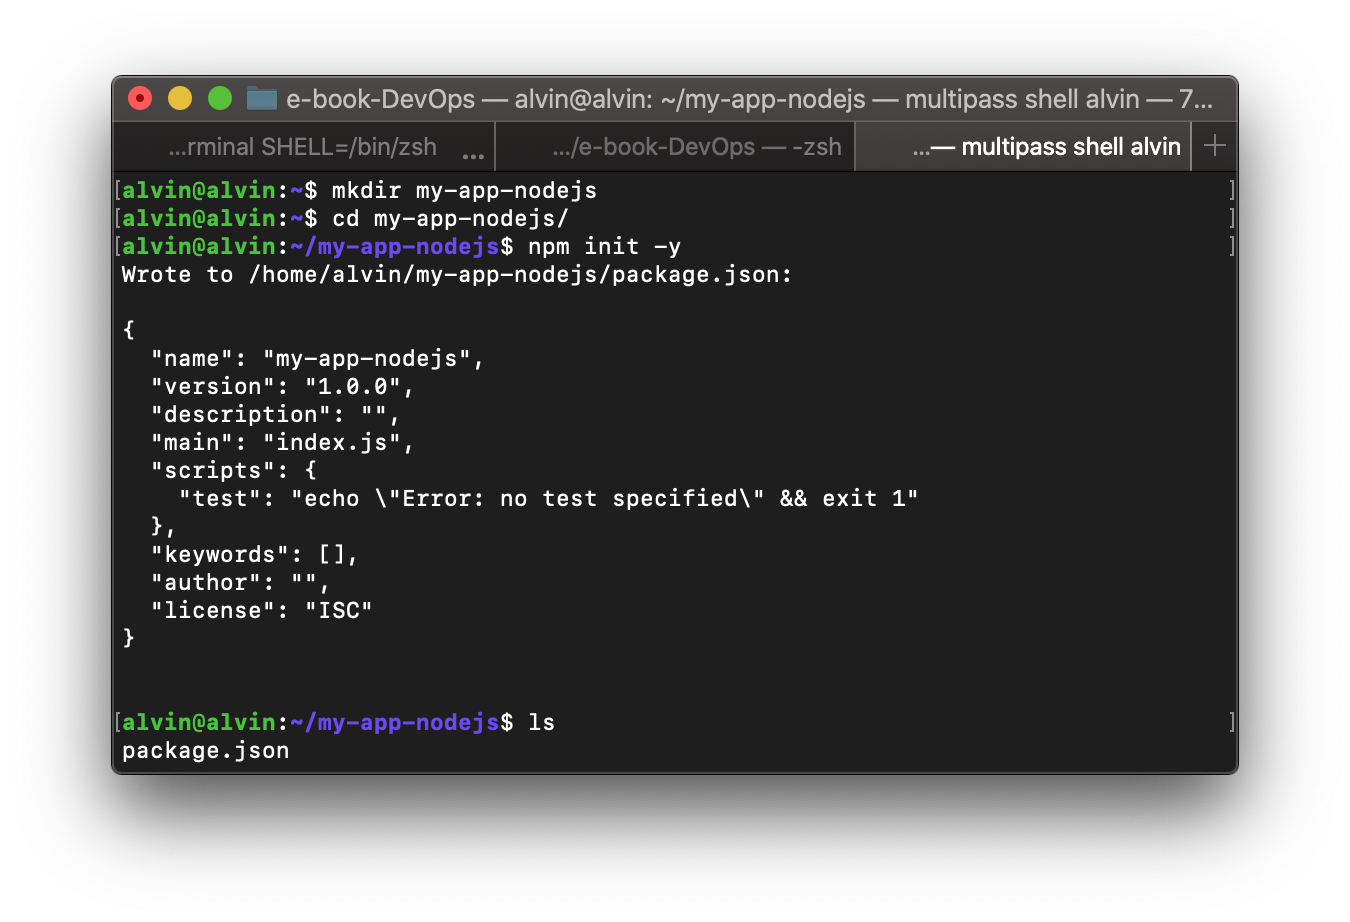 e-book-DevOps — alvin@alvin: ~/my-app-nodejs — multipass shell alvin — 7...
...rminal SHELL=/bin/zsh ...
.../e-book-DevOps — -zsh
...— multipass shell alvin +
[alvin@alvin:~$ mkdir my-app-nodejs ]
[alvin@alvin:~$ cd my-app-nodejs/ ]
[alvin@alvin:~/my-app-nodejs$ npm init -y ]
Wrote to /home/alvin/my-app-nodejs/package.json:

{
  "name": "my-app-nodejs",
  "version": "1.0.0",
  "description": "",
  "main": "index.js",
  "scripts": {
    "test": "echo \"Error: no test specified\" && exit 1"
  },
  "keywords": [],
  "author": "",
  "license": "ISC"
}

[alvin@alvin:~/my-app-nodejs$ ls ]
package.json